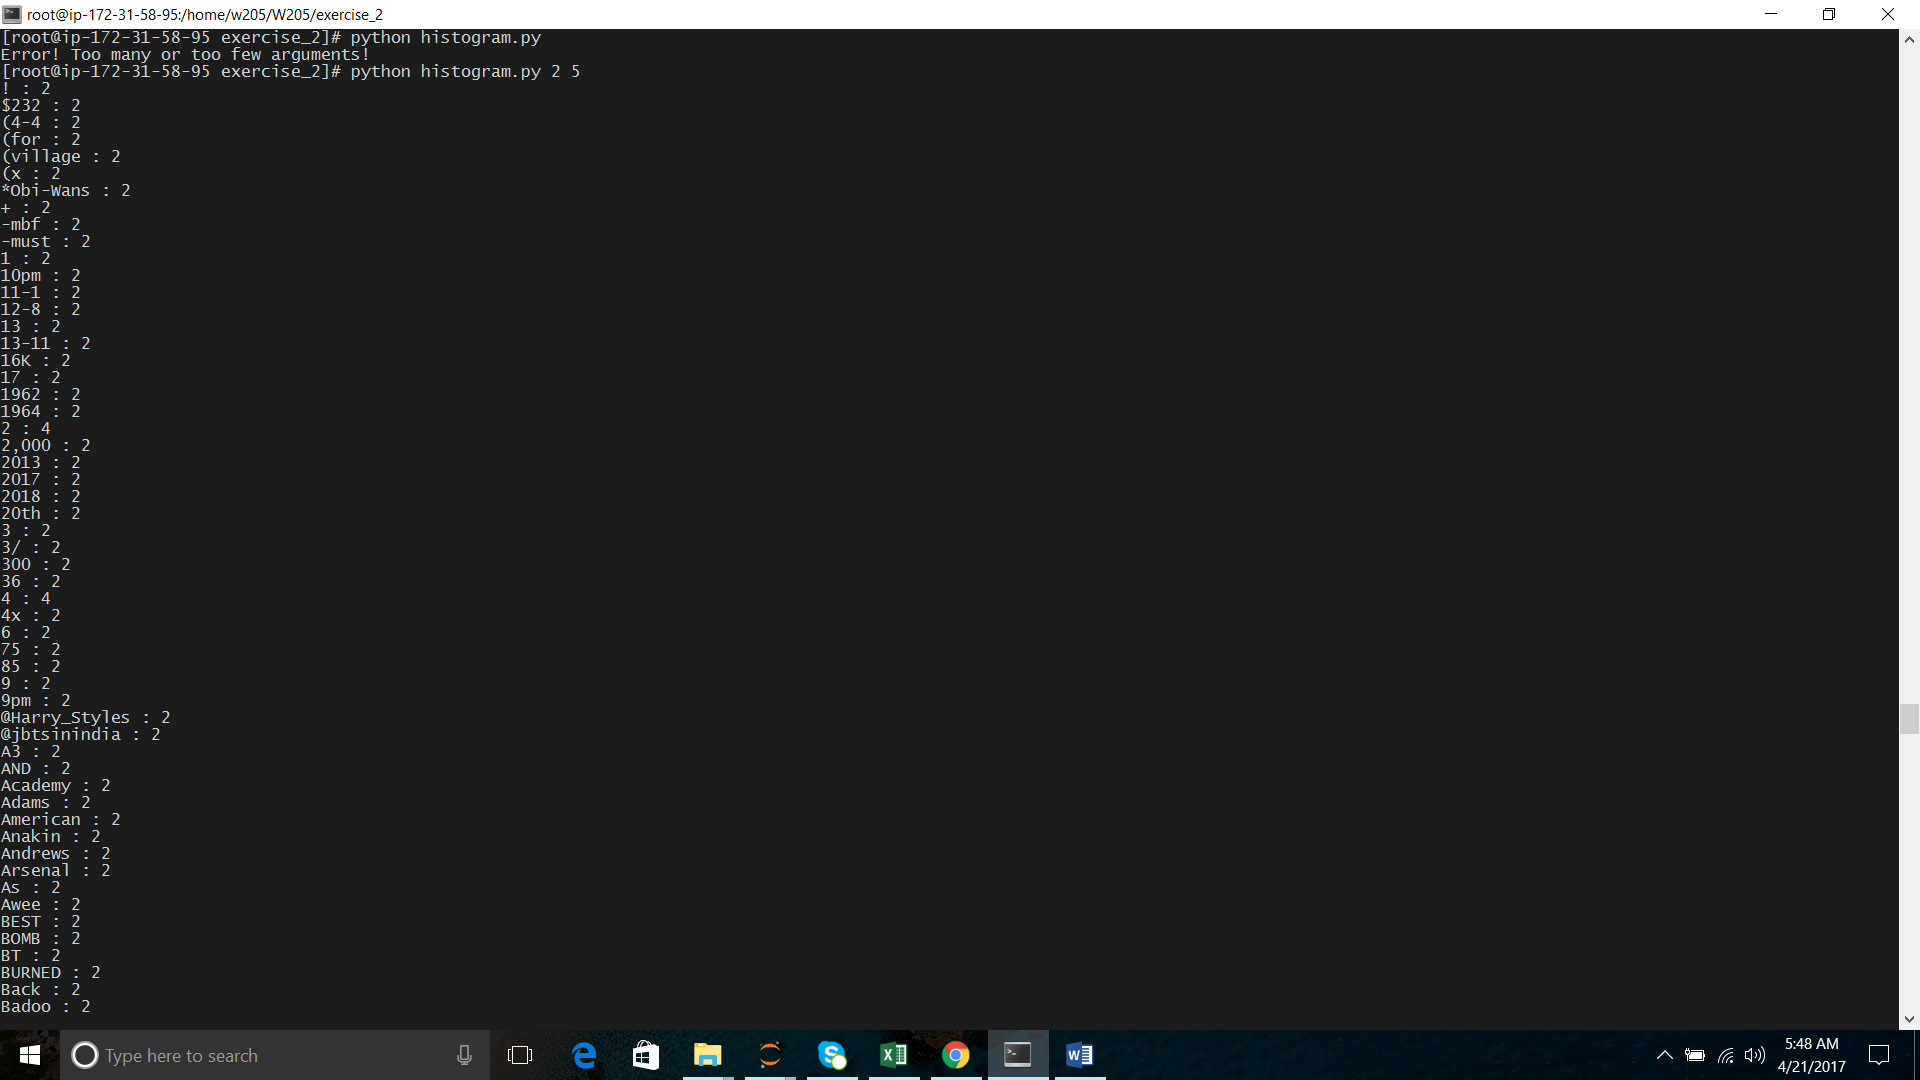 root@ip-172-31-58-95:/home/w205/W205/exercise_2
[root@ip-172-31-58-95 exercise_2]# python histogram.py
Error! Too many or too few arguments!
[root@ip-172-31-58-95 exercise_2]# python histogram.py 2 5
! : 2
$232 : 2
(4-4 : 2
(for : 2
(village : 2
(x : 2
*Obi-Wans : 2
+ : 2
-mbf : 2
-must : 2
1 : 2
10pm : 2
11-1 : 2
12-8 : 2
13 : 2
13-11 : 2
16K : 2
17 : 2
1962 : 2
1964 : 2
2 : 4
2,000 : 2
2013 : 2
2017 : 2
2018 : 2
20th : 2
3 : 2
3/ : 2
300 : 2
36 : 2
4 : 4
4x : 2
6 : 2
75 : 2
85 : 2
9 : 2
9pm : 2
@Harry_Styles : 2
@jbtsinindia : 2
A3 : 2
AND : 2
Academy : 2
Adams : 2
American : 2
Anakin : 2
Andrews : 2
Arsenal : 2
As : 2
Awee : 2
BEST : 2
BOMB : 2
BT : 2
BURNED : 2
Back : 2
Badoo : 2
Type here to search
5:48 AM
4/21/2017